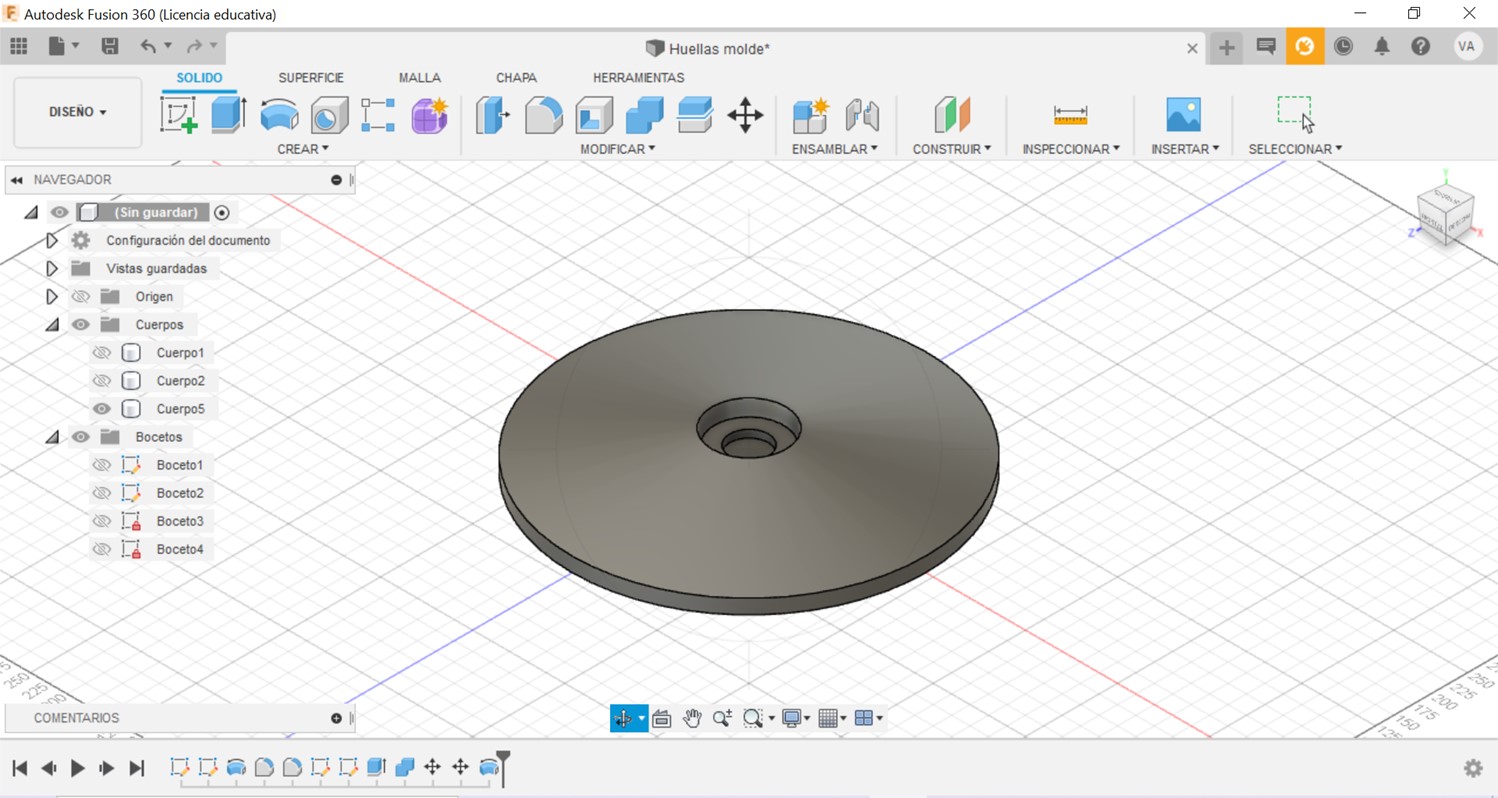 Autodesk Fusion 360 (Licencia educativa)
Huellas molde*
VA
DISEÑO
SOLIDO SUPERFICIE MALLA CHAPA HERRAMIENTAS
CREAR MODIFICAR ENSAMBLAR CONSTRUIR INSPECCIONAR INSERTAR SELECCIONAR
NAVEGADOR
(Sin guardar)
Configuración del documento
Vistas guardadas
Origen
Cuerpos
Cuerpo1
Cuerpo2
Cuerpo5
Bocetos
Boceto1
Boceto2
Boceto3
Boceto4
Y
Z
X
250
225
250
225
200
175
150
125
COMENTARIOS